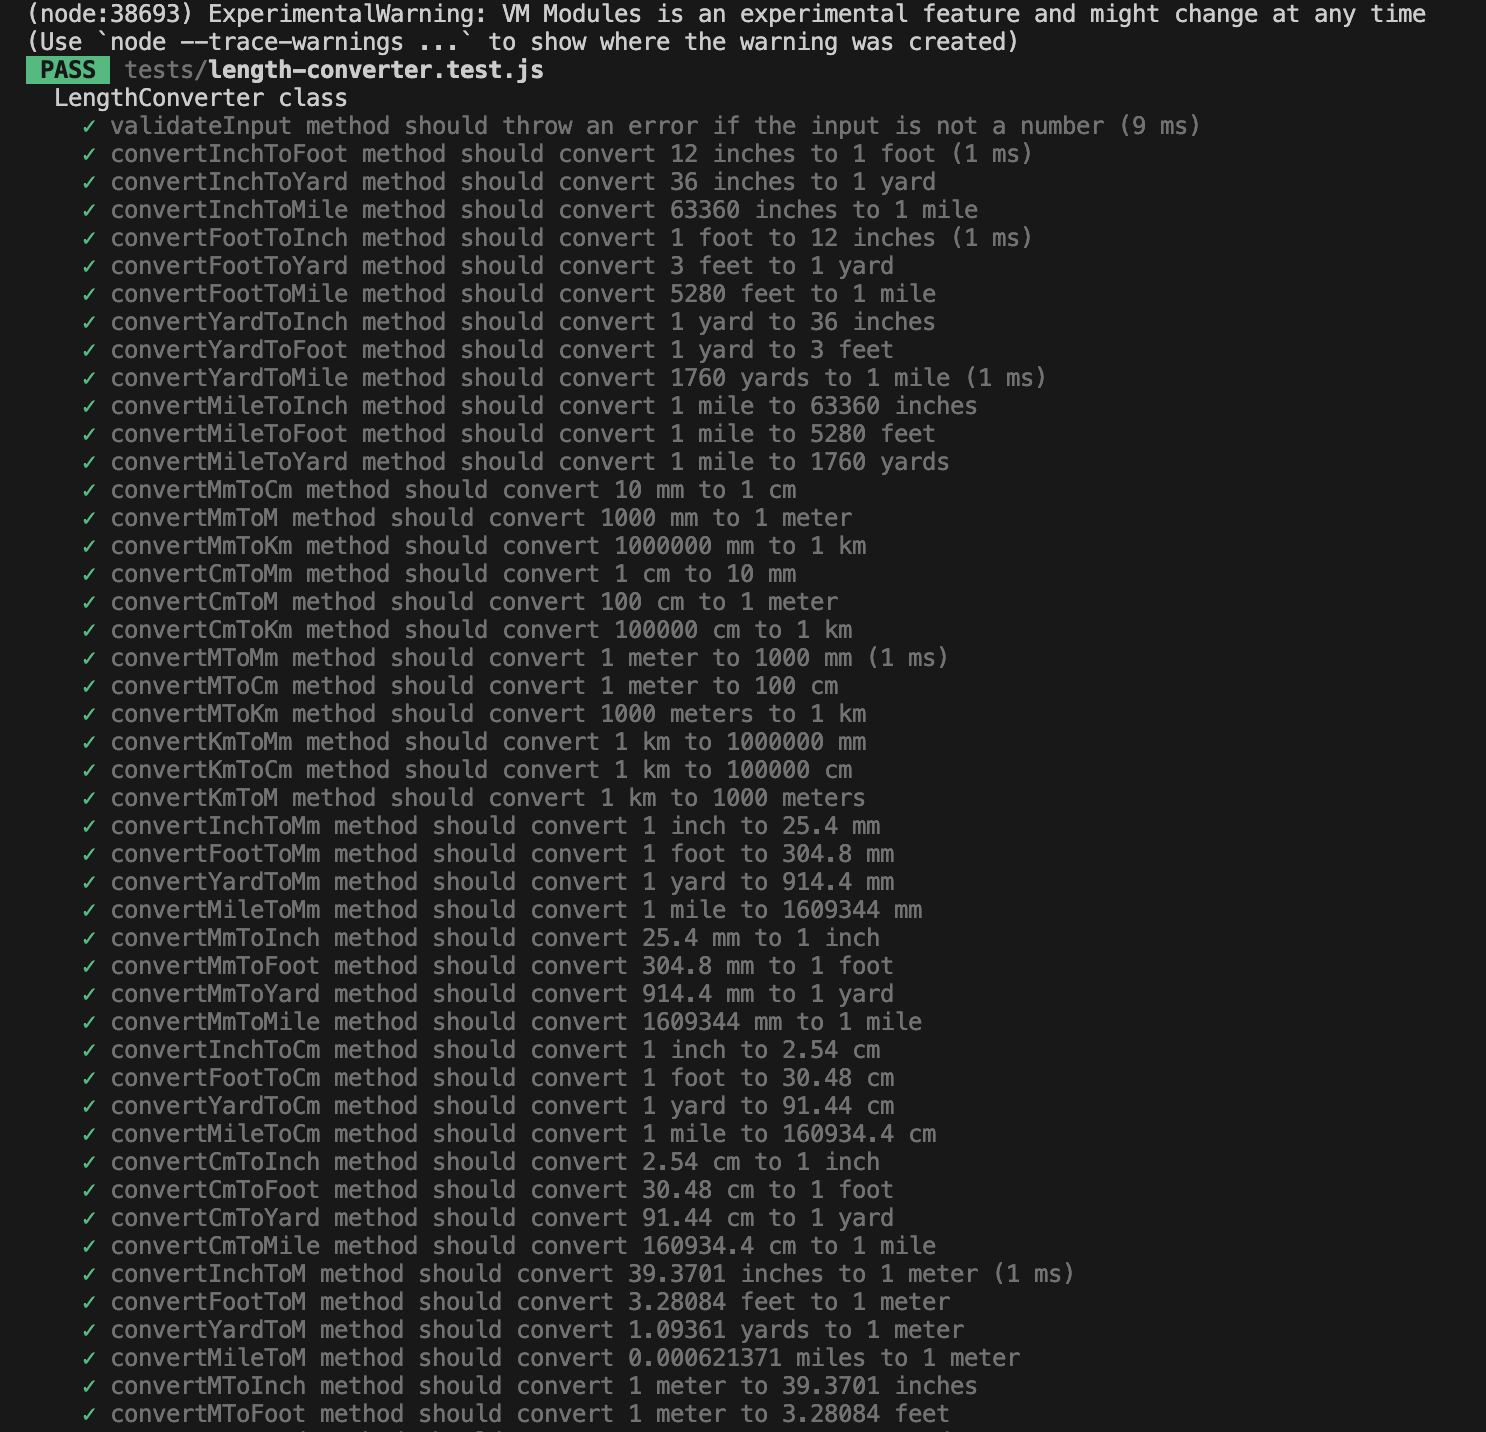 (node:38693) ExperimentalWarning: VM Modules is an experimental feature and might change at any time
(Use `node --trace-warnings ...` to show where the warning was created)
PASS tests/length-converter.test.js
LengthConverter class
✓ validateInput method should throw an error if the input is not a number (9 ms)
✓ convertInchToFoot method should convert 12 inches to 1 foot (1 ms)
✓ convertInchToYard method should convert 36 inches to 1 yard
✓ convertInchToMile method should convert 63360 inches to 1 mile
✓ convertFootToInch method should convert 1 foot to 12 inches (1 ms)
✓ convertFootToYard method should convert 3 feet to 1 yard
✓ convertFootToMile method should convert 5280 feet to 1 mile
✓ convertYardToInch method should convert 1 yard to 36 inches
✓ convertYardToFoot method should convert 1 yard to 3 feet
✓ convertYardToMile method should convert 1760 yards to 1 mile (1 ms)
✓ convertMileToInch method should convert 1 mile to 63360 inches
✓ convertMileToFoot method should convert 1 mile to 5280 feet
✓ convertMileToYard method should convert 1 mile to 1760 yards
✓ convertMmToCm method should convert 10 mm to 1 cm
✓ convertMmToM method should convert 1000 mm to 1 meter
✓ convertMmToKm method should convert 1000000 mm to 1 km
✓ convertCmToMm method should convert 1 cm to 10 mm
✓ convertCmToM method should convert 100 cm to 1 meter
✓ convertCmToKm method should convert 100000 cm to 1 km
✓ convertMToMm method should convert 1 meter to 1000 mm (1 ms)
✓ convertMToCm method should convert 1 meter to 100 cm
✓ convertMToKm method should convert 1000 meters to 1 km
✓ convertKmToMm method should convert 1 km to 1000000 mm
✓ convertKmToCm method should convert 1 km to 100000 cm
✓ convertKmToM method should convert 1 km to 1000 meters
✓ convertInchToMm method should convert 1 inch to 25.4 mm
✓ convertFootToMm method should convert 1 foot to 304.8 mm
✓ convertYardToMm method should convert 1 yard to 914.4 mm
✓ convertMileToMm method should convert 1 mile to 1609344 mm
✓ convertMmToInch method should convert 25.4 mm to 1 inch
✓ convertMmToFoot method should convert 304.8 mm to 1 foot
✓ convertMmToYard method should convert 914.4 mm to 1 yard
✓ convertMmToMile method should convert 1609344 mm to 1 mile
✓ convertInchToCm method should convert 1 inch to 2.54 cm
✓ convertFootToCm method should convert 1 foot to 30.48 cm
✓ convertYardToCm method should convert 1 yard to 91.44 cm
✓ convertMileToCm method should convert 1 mile to 160934.4 cm
✓ convertCmToInch method should convert 2.54 cm to 1 inch
✓ convertCmToFoot method should convert 30.48 cm to 1 foot
✓ convertCmToYard method should convert 91.44 cm to 1 yard
✓ convertCmToMile method should convert 160934.4 cm to 1 mile
✓ convertInchToM method should convert 39.3701 inches to 1 meter (1 ms)
✓ convertFootToM method should convert 3.28084 feet to 1 meter
✓ convertYardToM method should convert 1.09361 yards to 1 meter
✓ convertMileToM method should convert 0.000621371 miles to 1 meter
✓ convertMToInch method should convert 1 meter to 39.3701 inches
✓ convertMToFoot method should convert 1 meter to 3.28084 feet